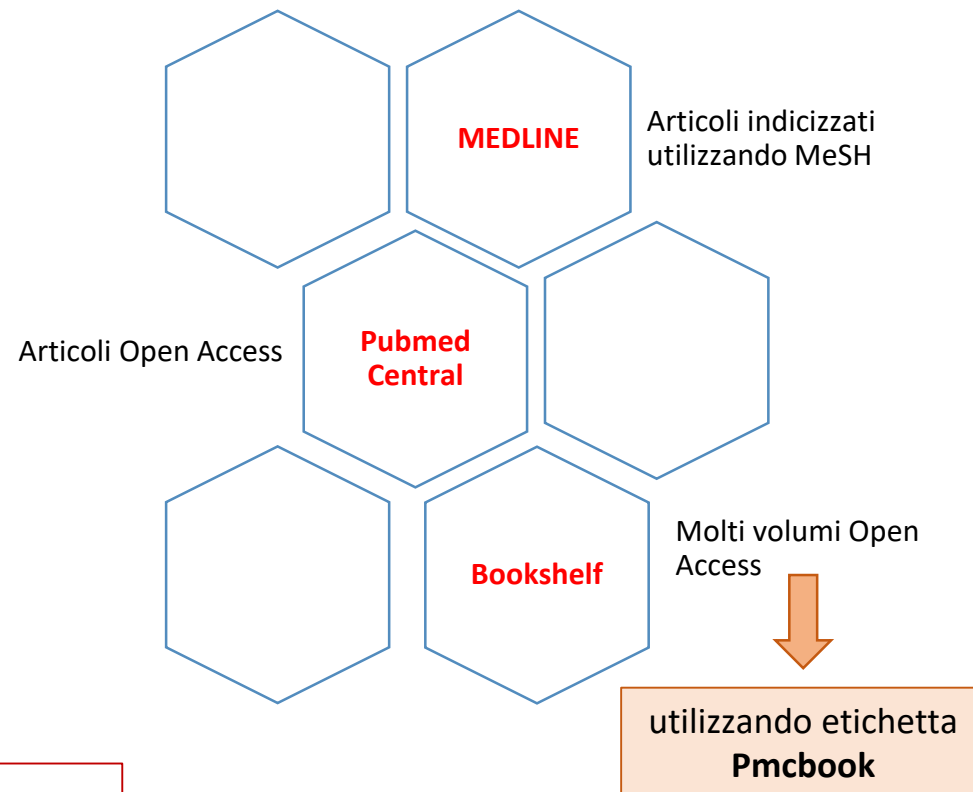 MEDLINE
Articoli indicizzati
utilizzando MeSH
Articoli Open Access
Pubmed
Central
Bookshelf
Molti volumi Open
Access
utilizzando etichetta
Pmcbook